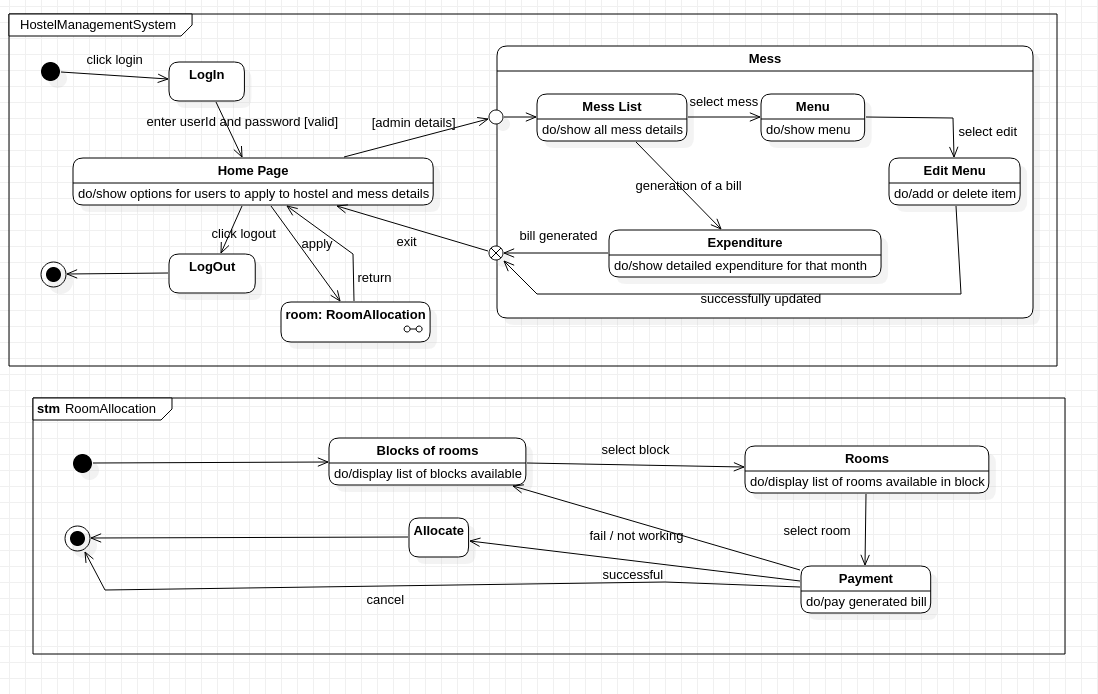 HostelManagementSystem
click login
LogIn
enter userId and password [valid]
[admin details]
Home Page
do/show options for users to apply to hostel and mess details
click logout
apply
exit
LogOut
return
room: RoomAllocation
Mess
Mess List
do/show all mess details
select mess
Menu
do/show menu
select edit
Edit Menu
do/add or delete item
generation of a bill
bill generated
Expenditure
do/show detailed expenditure for that month
successfully updated
stm RoomAllocation
Blocks of rooms
do/display list of blocks available
select block
Rooms
do/display list of rooms available in block
select room
Allocate
fail / not working
successful
Payment
do/pay generated bill
cancel